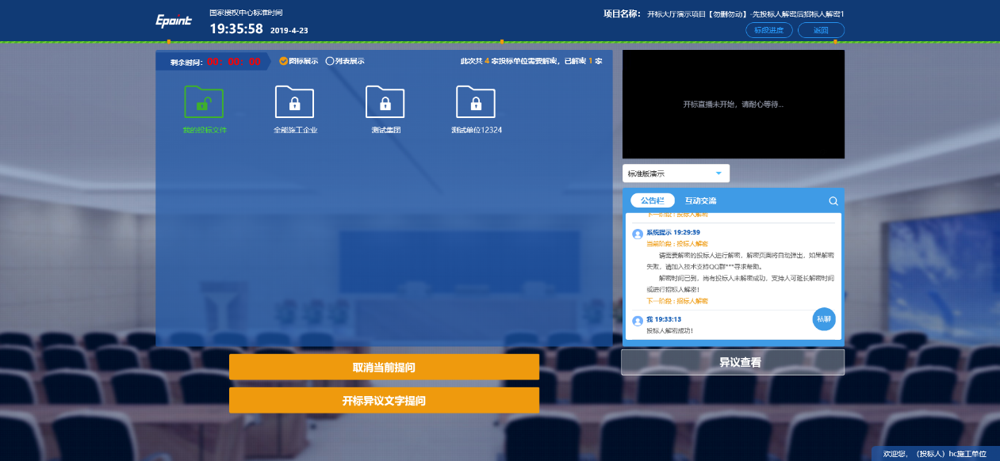 Epoint
国家授权中心标准时间
19:35:58 2019-4-23
项目名称： 开标大厅演示项目【勿删勿动】-先投标人解密后招标人解密1
标段进度 返回
剩余时间： 00: 00: 00 图标展示 列表展示 此次共 4 家投标单位需要解密，已解密 1 家
我的投标文件 全能施工企业 测试集团 测试单位12324
开标直播未开始，请耐心等待...
标准版演示
公告栏 互动交流
下一阶段：投标人解密
系统提示 19:29:39
当前阶段：投标人解密
请需要解密的投标人进行解密，解密页面将自动弹出，如果解密
失败，请加入技术支持QQ群***寻求帮助。
解密时间已到，尚有投标人未解密成功，支持人可延长解密时间
或进行招标人解密！
下一阶段：招标人解密
我 19:33:13
投标人解密成功！
私聊
异议查看
取消当前提问
开标异议文字提问
欢迎您，（投标人）hc施工单位